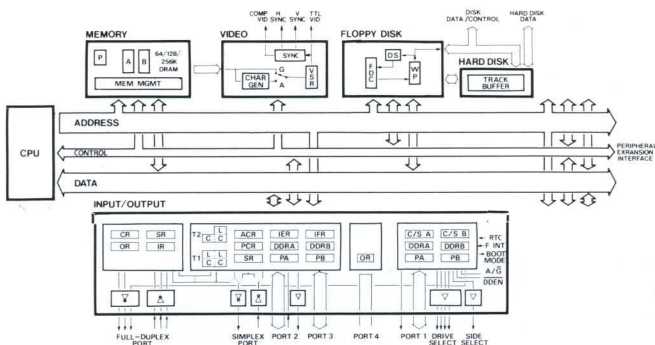 COMP VID
H SYNC
V SYNC
TTL VID
DISK DATA/CONTROL
HARD DISK DATA
MEMORY
VIDEO
FLOPPY DISK
P
A
B
64/128/
256K
DRAM
MEM MGMT
SYNC
CHAR
GEN
G
A
VSR
FDC
DS
WP
HARD DISK
TRACK
BUFFER
CPU
ADDRESS
CONTROL
DATA
PERIPHERAL
EXPANSION
INTERFACE
INPUT/OUTPUT
CR
SR
OR
IR
T2
L
C
C
T1
L
L
C
C
ACR
IER
IFR
PCR
DDRA
DDRB
SR
PA
PB
OR
C/S A
C/S B
DDRA
DDRB
PA
PB
RTC
F INT
BOOT
MODE
A/G
DDEN
FULL-DUPLEX
PORT
SIMPLEX
PORT
PORT 2
PORT 3
PORT 4
PORT 1
DRIVE
SELECT
SIDE
SELECT